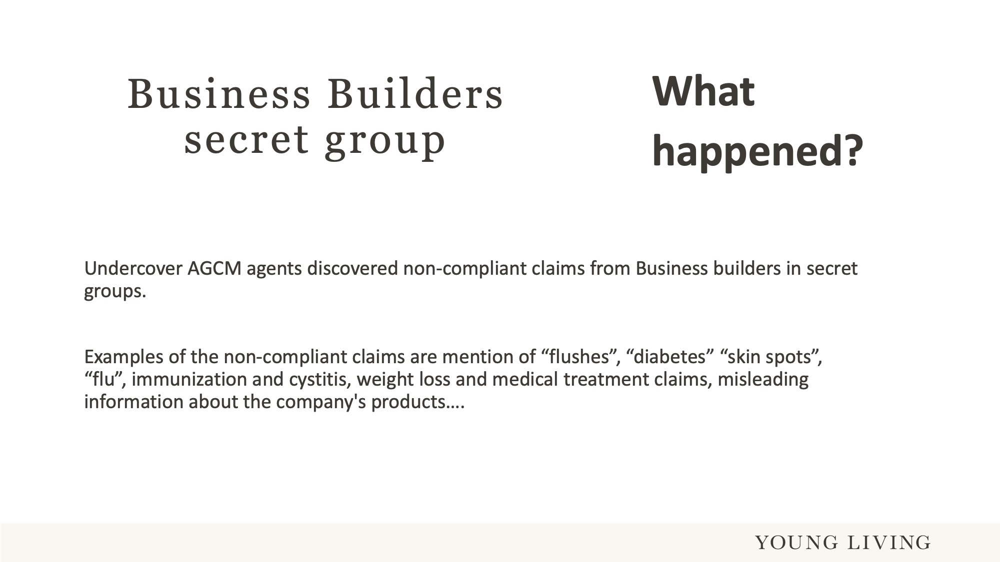 Business Builders
secret group
What
happened?
Undercover AGCM agents discovered non-compliant claims from Business builders in secret
groups.
Examples of the non-compliant claims are mention of “flushes”, “diabetes” “skin spots”,
“flu”, immunization and cystitis, weight loss and medical treatment claims, misleading
information about the company's products....
YOUNG LIVING